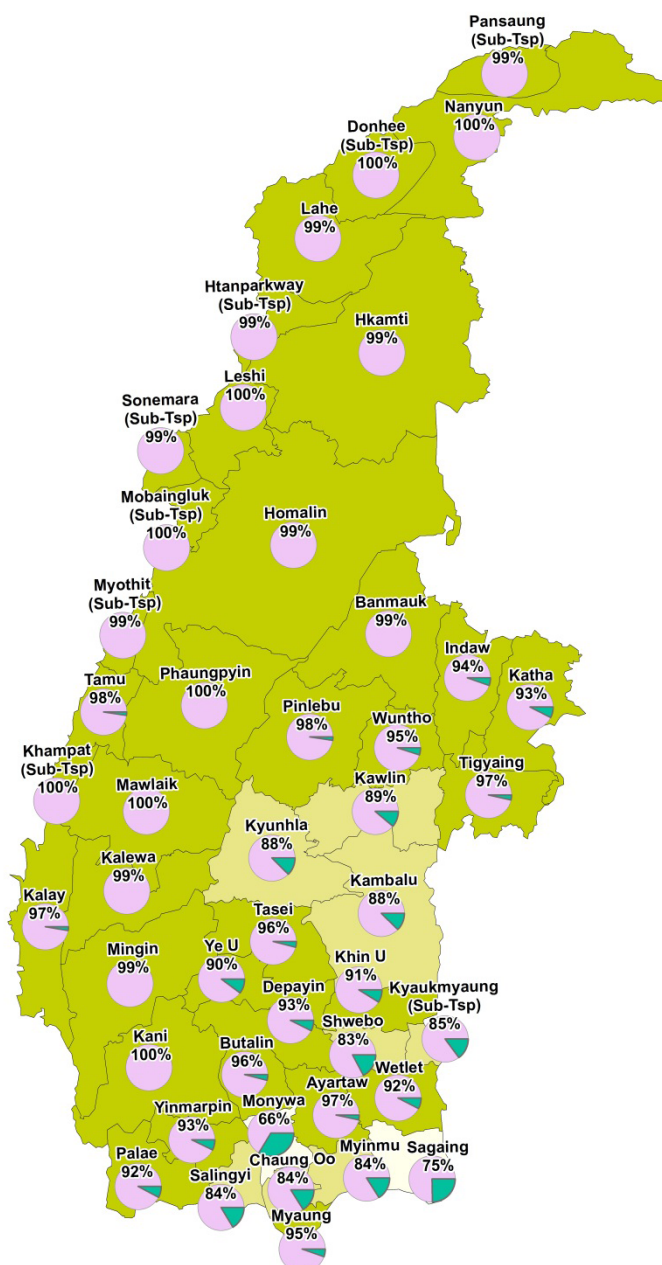 Pansaung
(Sub-Tsp)
99%
Nanyun
100%
Donhee
(Sub-Tsp)
100%
Lahe
99%
Htanparkway
(Sub-Tsp)
99%
Hkamti
99%
Leshi
100%
Sonemara
(Sub-Tsp)
99%
Mobaingluk
(Sub-Tsp)
100%
Homalin
99%
Myothit
(Sub-Tsp)
99%
Banmauk
99%
Indaw
94%
Katha
93%
Tamu
98%
Phaungpyin
100%
Pinlebu
98%
Wuntho
95%
Tigyaing
97%
Khampat
(Sub-Tsp)
100%
Mawlaik
100%
Kawlin
89%
Kyunhla
88%
Kalewa
99%
Kambalu
88%
Kalay
97%
Tasei
96%
Mingin
99%
Ye U
90%
Khin U
91%
Kyaukmyaung
(Sub-Tsp)
85%
Depayin
93%
Shwebo
83%
Kani
100%
Butalin
96%
Wetlet
92%
Ayartaw
97%
Yinmarpin
93%
Monywa
66%
Palae
92%
Salingyi
84%
Chaung Oo
84%
Myinmu
84%
Sagaing
75%
Myaung
95%